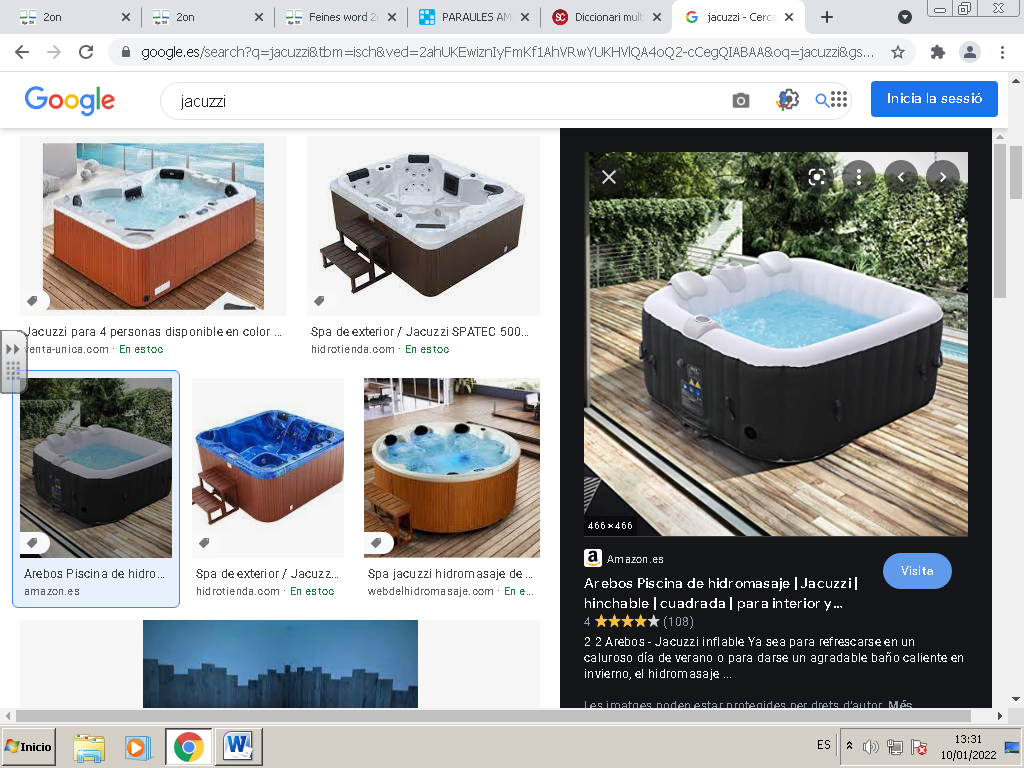 2on
2on
Feines word 2
PARAULES AM
Diccionari mult
jacuzzi - Cerca
google.es/search?q=jacuzzi&tbm=isch&ved=2ahUKEwiznIyFmKf1AhVRwYUKHVlQA4oQ2-cCegQIABAA&oq=jacuzzi&gs...
Google
jacuzzi
Inicia la sessió
Jacuzzi para 4 personas disponible en color ...
venta-unica.com · En estoc
Spa de exterior / Jacuzzi SPATEC 500...
hidrotienda.com · En estoc
Arebos Piscina de hidro...
amazon.es
Spa de exterior / Jacuzz...
hidrotienda.com · En estoc
Spa jacuzzi hidromasaje de ...
webdelhidromasaje.com · En e...
466×466
Amazon.es
Arebos Piscina de hidromasaje | Jacuzzi |
hinchable | cuadrada | para interior y...
Visita
4 ★★★★★ (108)
2 2 Arebos - Jacuzzi inflable Ya sea para refrescarse en un
caluroso día de verano o para darse un agradable baño caliente en
invierno, el hidromasaje ...
Les imatges poden estar protegides per drets d'autor. Més
Inicio
ES
13:31
10/01/2022